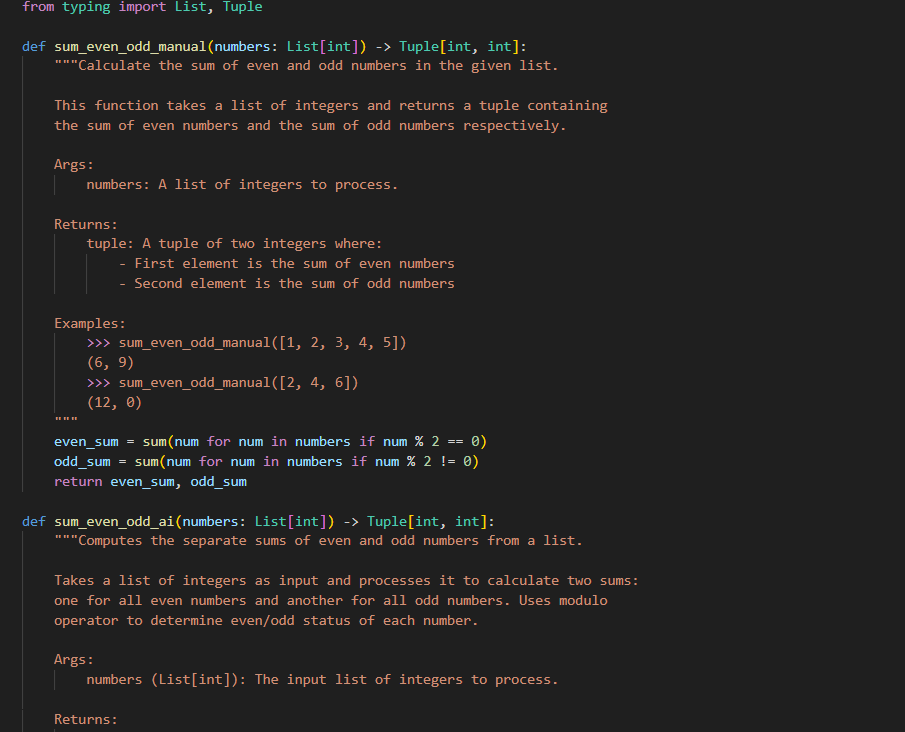 from typing import List, Tuple
def sum_even_odd_manual(numbers: List[int]) -> Tuple[int, int]:
"""Calculate the sum of even and odd numbers in the given list.
This function takes a list of integers and returns a tuple containing
the sum of even numbers and the sum of odd numbers respectively.
Args:
numbers: A list of integers to process.
Returns:
tuple: A tuple of two integers where:
- First element is the sum of even numbers
- Second element is the sum of odd numbers
Examples:
>>> sum_even_odd_manual([1, 2, 3, 4, 5])
(6, 9)
>>> sum_even_odd_manual([2, 4, 6])
(12, 0)
"""
even_sum = sum(num for num in numbers if num % 2 == 0)
odd_sum = sum(num for num in numbers if num % 2 != 0)
return even_sum, odd_sum
def sum_even_odd_ai(numbers: List[int]) -> Tuple[int, int]:
"""Computes the separate sums of even and odd numbers from a list.
Takes a list of integers as input and processes it to calculate two sums:
one for all even numbers and another for all odd numbers. Uses modulo
operator to determine even/odd status of each number.
Args:
numbers (List[int]): The input list of integers to process.
Returns: